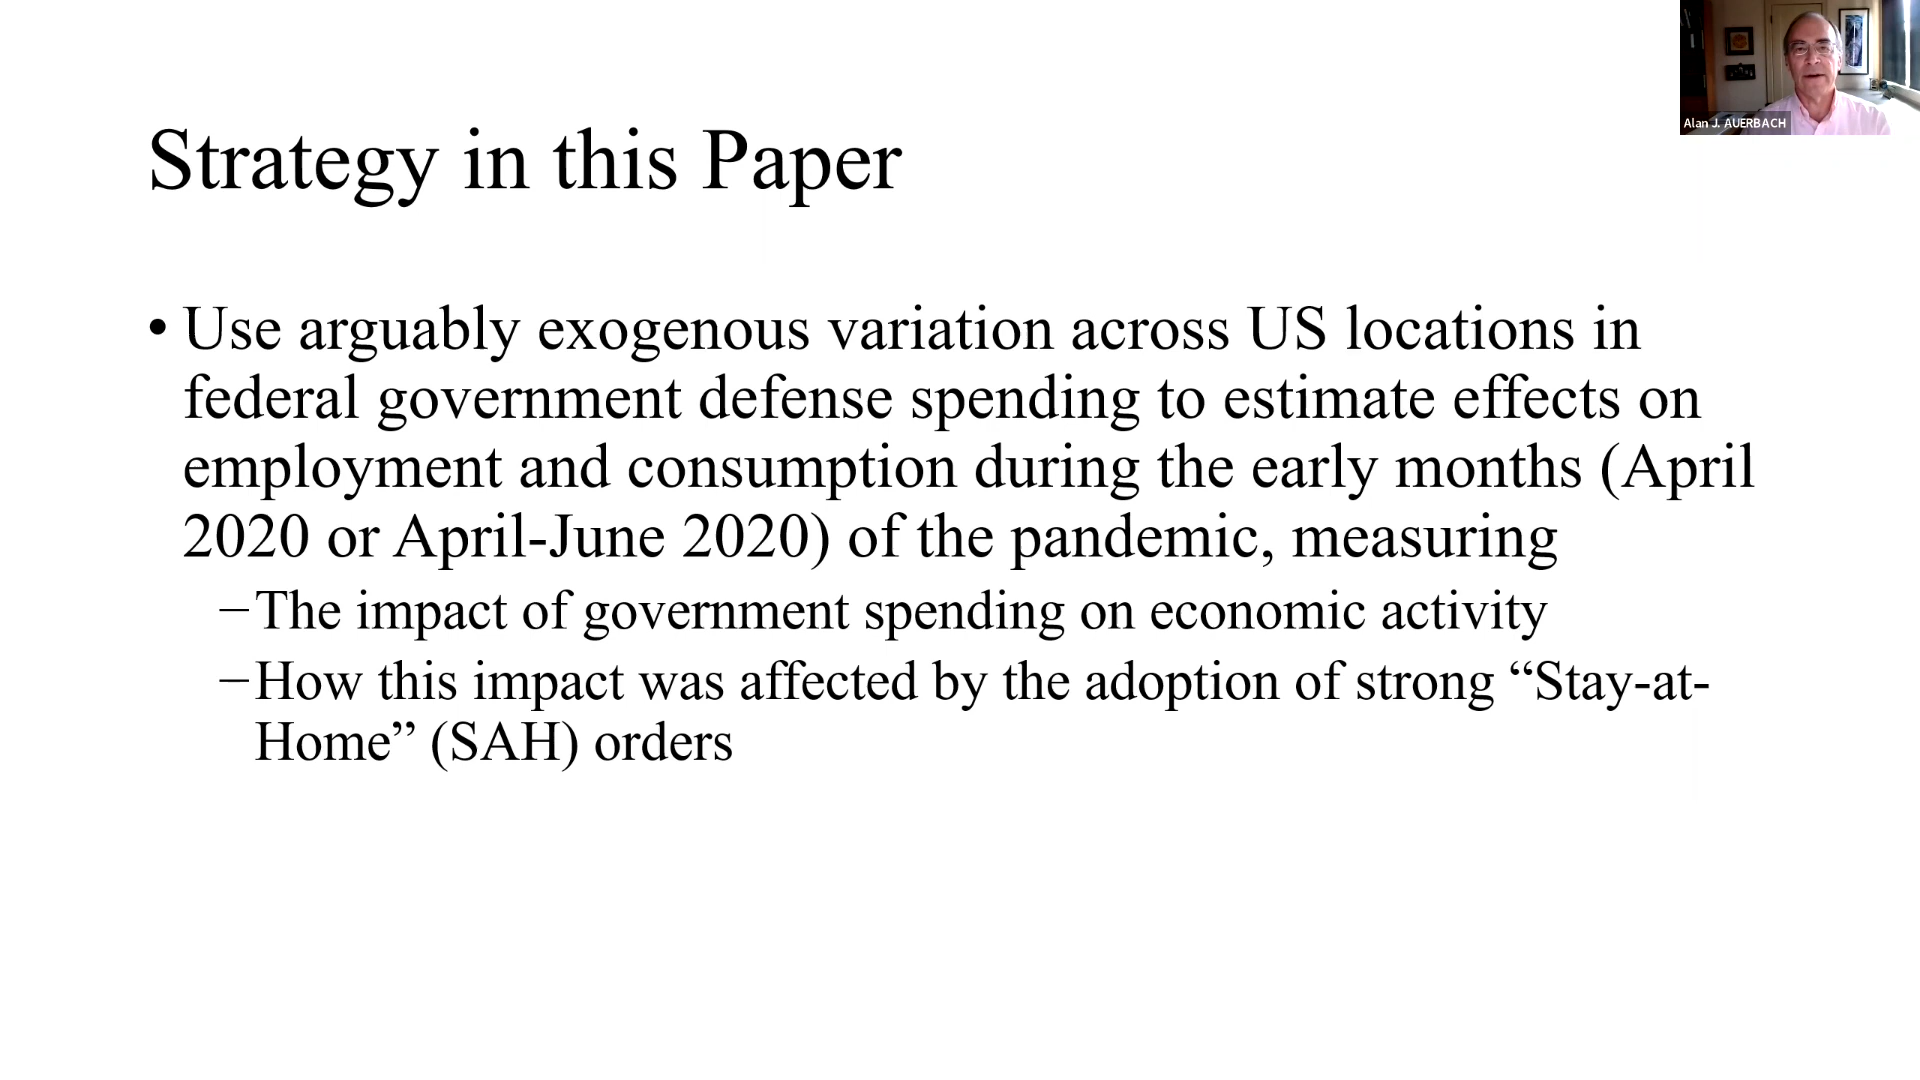 Alan J. AUERBACH
Strategy in this Paper
• Use arguably exogenous variation across US locations in
federal government defense spending to estimate effects on
employment and consumption during the early months (April
2020 or April-June 2020) of the pandemic, measuring
–The impact of government spending on economic activity
–How this impact was affected by the adoption of strong “Stay-at-
Home” (SAH) orders